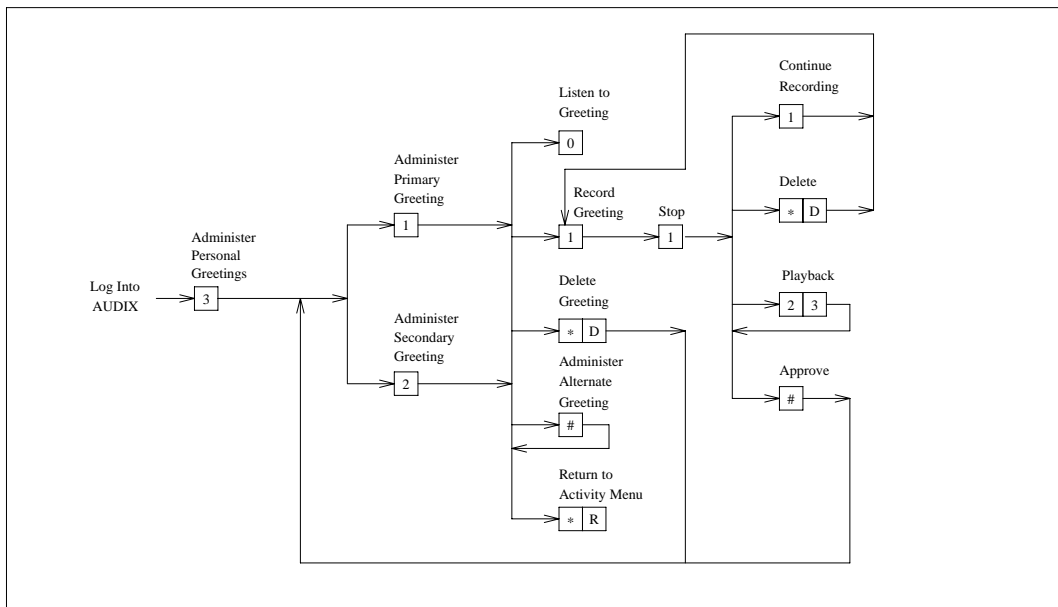 Log Into
AUDIX
Administer
Personal
Greetings
3
Administer
Primary
Greeting
1
Administer
Secondary
Greeting
2
Listen to
Greeting
0
Record
Greeting
1
Stop
1
Delete
Greeting
* D
Administer
Alternate
Greeting
#
Return to
Activity Menu
* R
Continue
Recording
1
Delete
* D
Playback
2 3
Approve
#